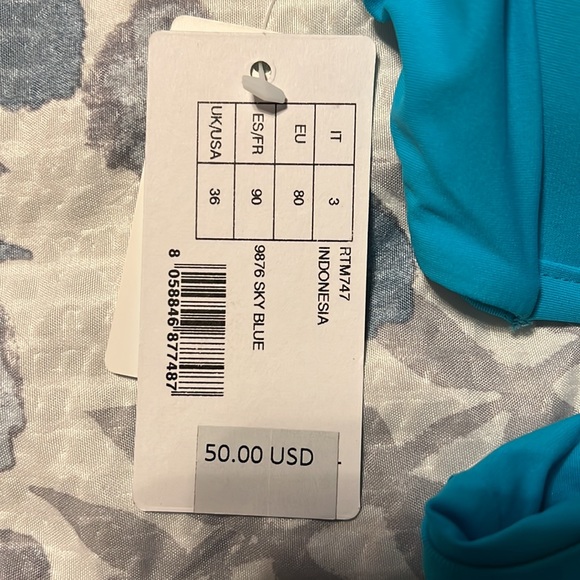 IT EU ES/FR UK/USA
3 80 90 36
RTM747
INDONESIA
9876 SKY BLUE
8 058846 877487
50.00 USD